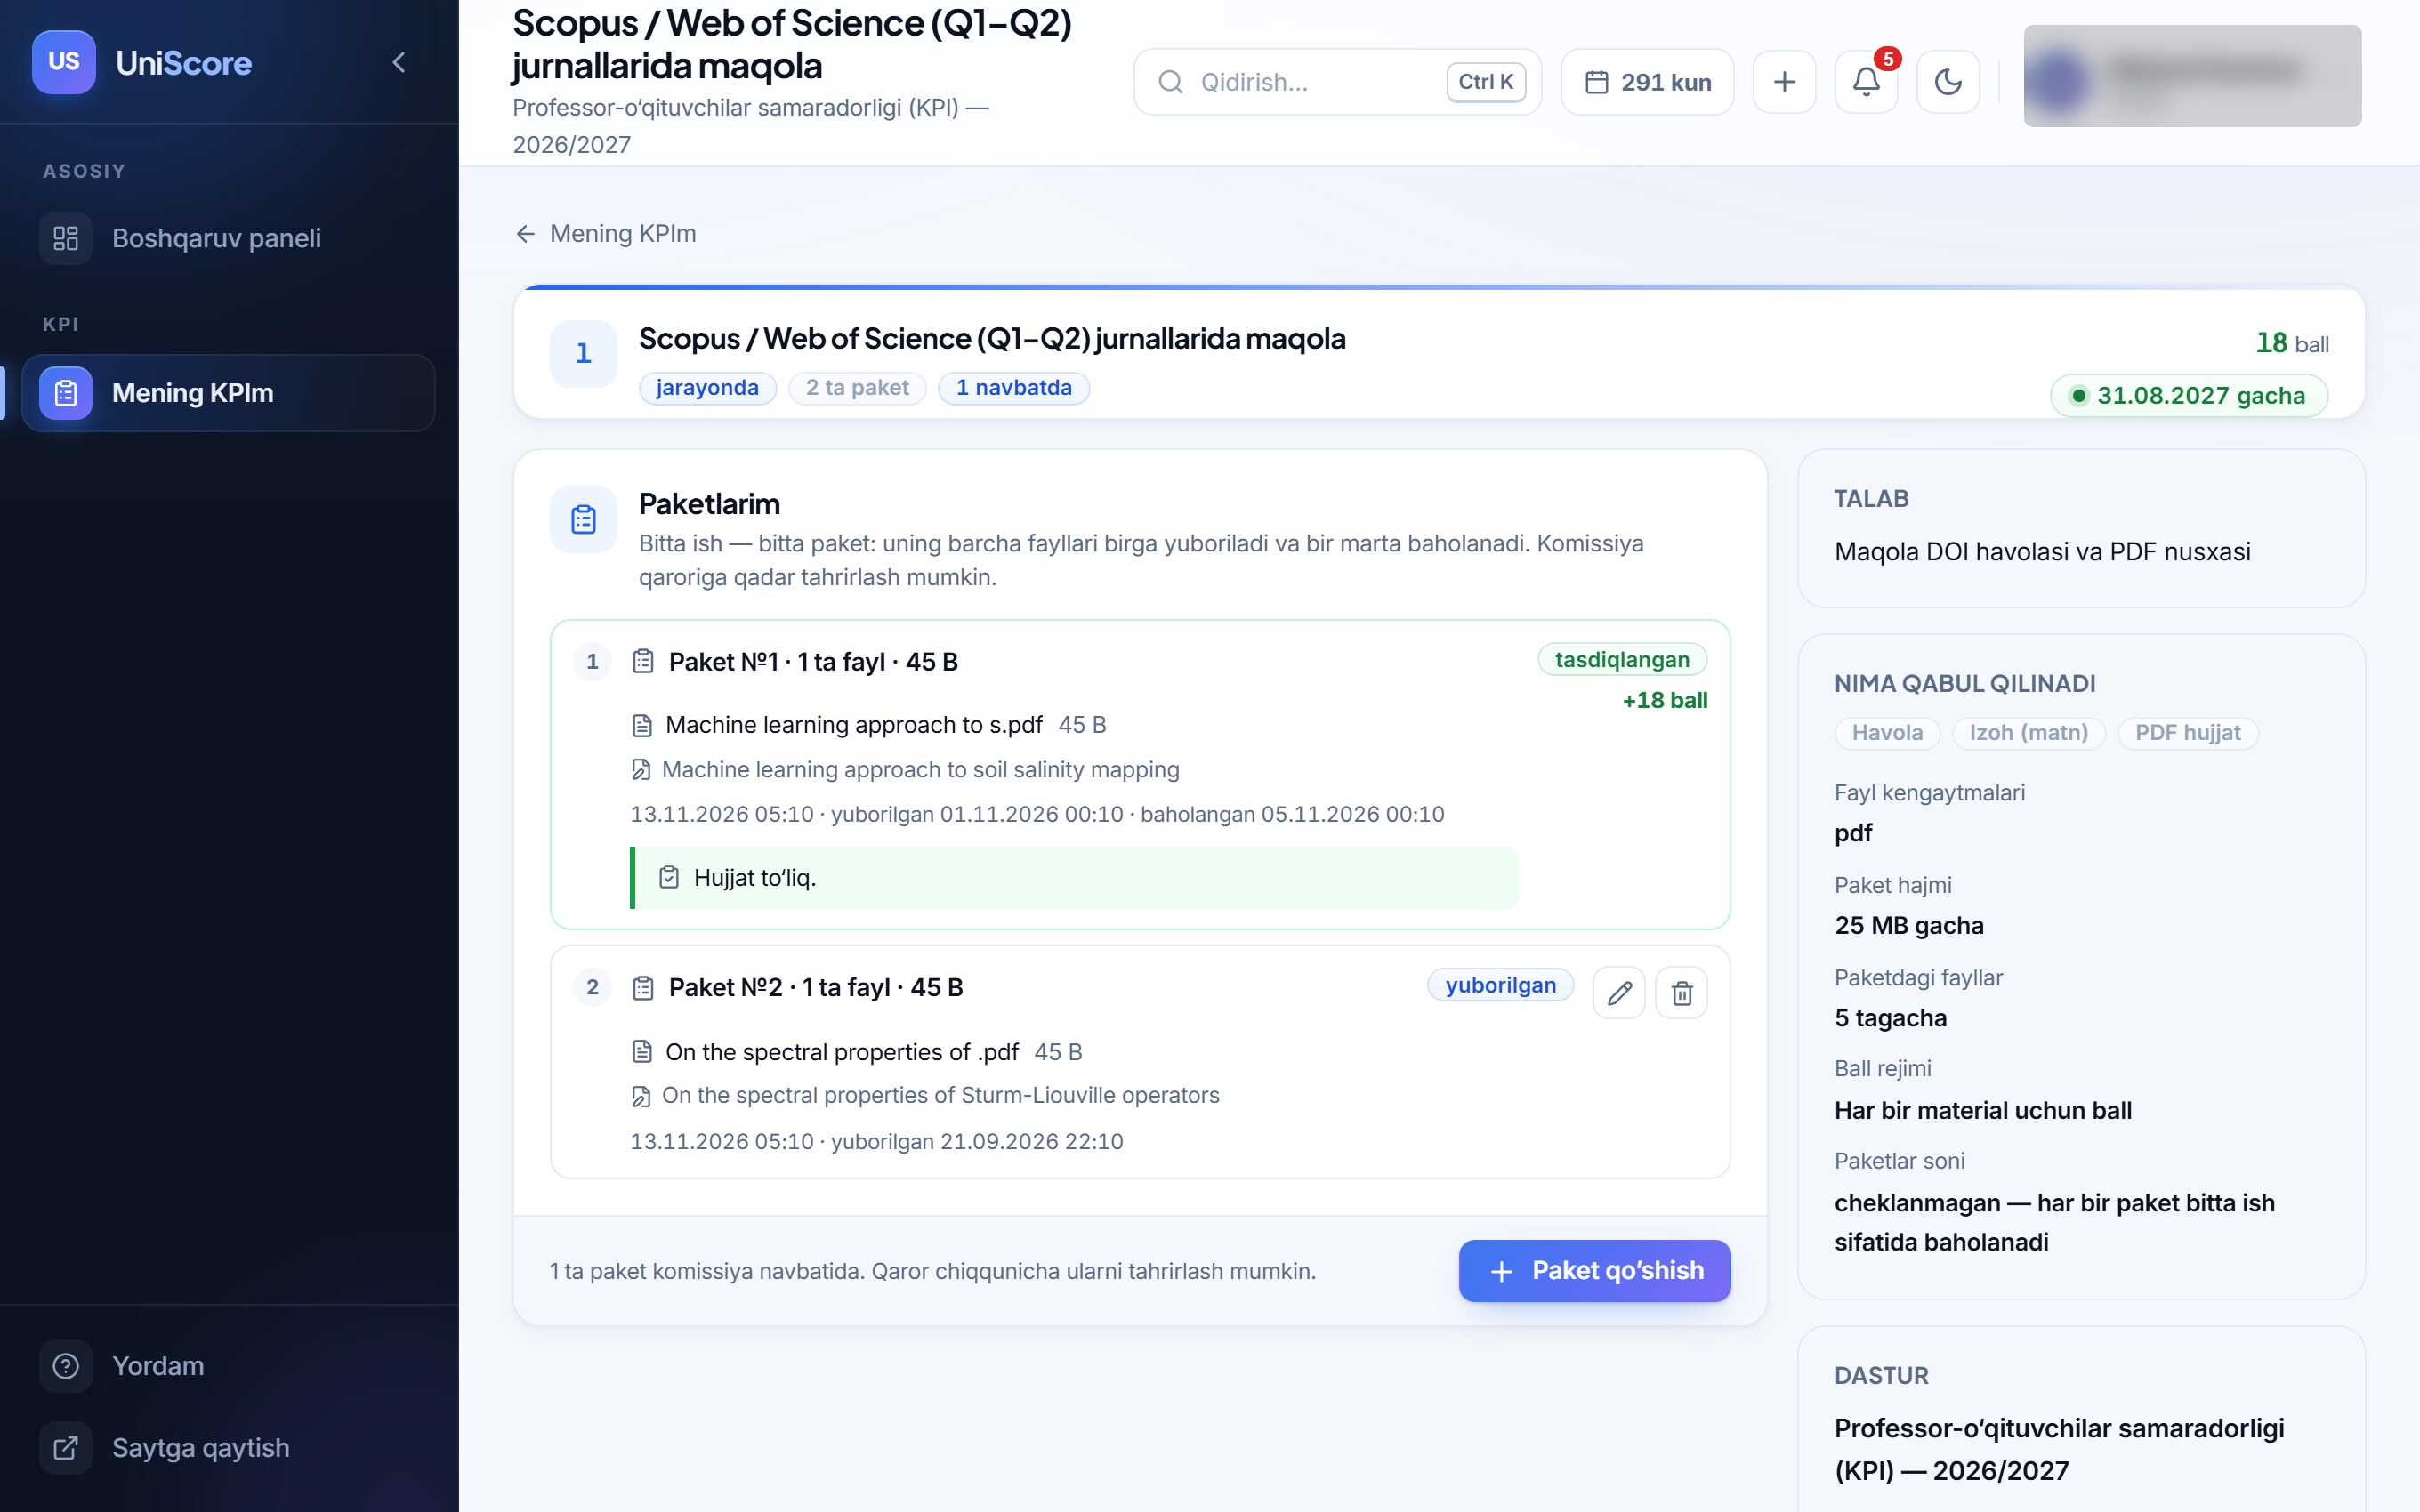 US
UniScore
ASOSIY
Boshqaruv paneli
KPI
Mening KPIm
Yordam
Saytga qaytish
Scopus / Web of Science (Q1–Q2)
jurnallarida maqola
Professor-o‘qituvchilar samaradorligi (KPI) —
2026/2027
Qidirish...
Ctrl K
291 kun
5
Mening KPIm
1
Scopus / Web of Science (Q1–Q2) jurnallarida maqola
jarayonda
2 ta paket
1 navbatda
18 ball
31.08.2027 gacha
Paketlarim
Bitta ish — bitta paket: uning barcha fayllari birga yuboriladi va bir marta baholanadi. Komissiya
qaroriga qadar tahrirlash mumkin.
1
Paket №1 · 1 ta fayl · 45 B
tasdiqlangan
+18 ball
Machine learning approach to s.pdf 45 B
Machine learning approach to soil salinity mapping
13.11.2026 05:10 · yuborilgan 01.11.2026 00:10 · baholangan 05.11.2026 00:10
Hujjat to‘liq.
2
Paket №2 · 1 ta fayl · 45 B
yuborilgan
On the spectral properties of .pdf 45 B
On the spectral properties of Sturm-Liouville operators
13.11.2026 05:10 · yuborilgan 21.09.2026 22:10
1 ta paket komissiya navbatida. Qaror chiqqunicha ularni tahrirlash mumkin.
Paket qo’shish
TALAB
Maqola DOI havolasi va PDF nusxasi
NIMA QABUL QILINADI
Havola
Izoh (matn)
PDF hujjat
Fayl kengaytmalari
pdf
Paket hajmi
25 MB gacha
Paketdagi fayllar
5 tagacha
Ball rejimi
Har bir material uchun ball
Paketlar soni
cheklanmagan — har bir paket bitta ish
sifatida baholanadi
DASTUR
Professor-o‘qituvchilar samaradorligi
(KPI) — 2026/2027